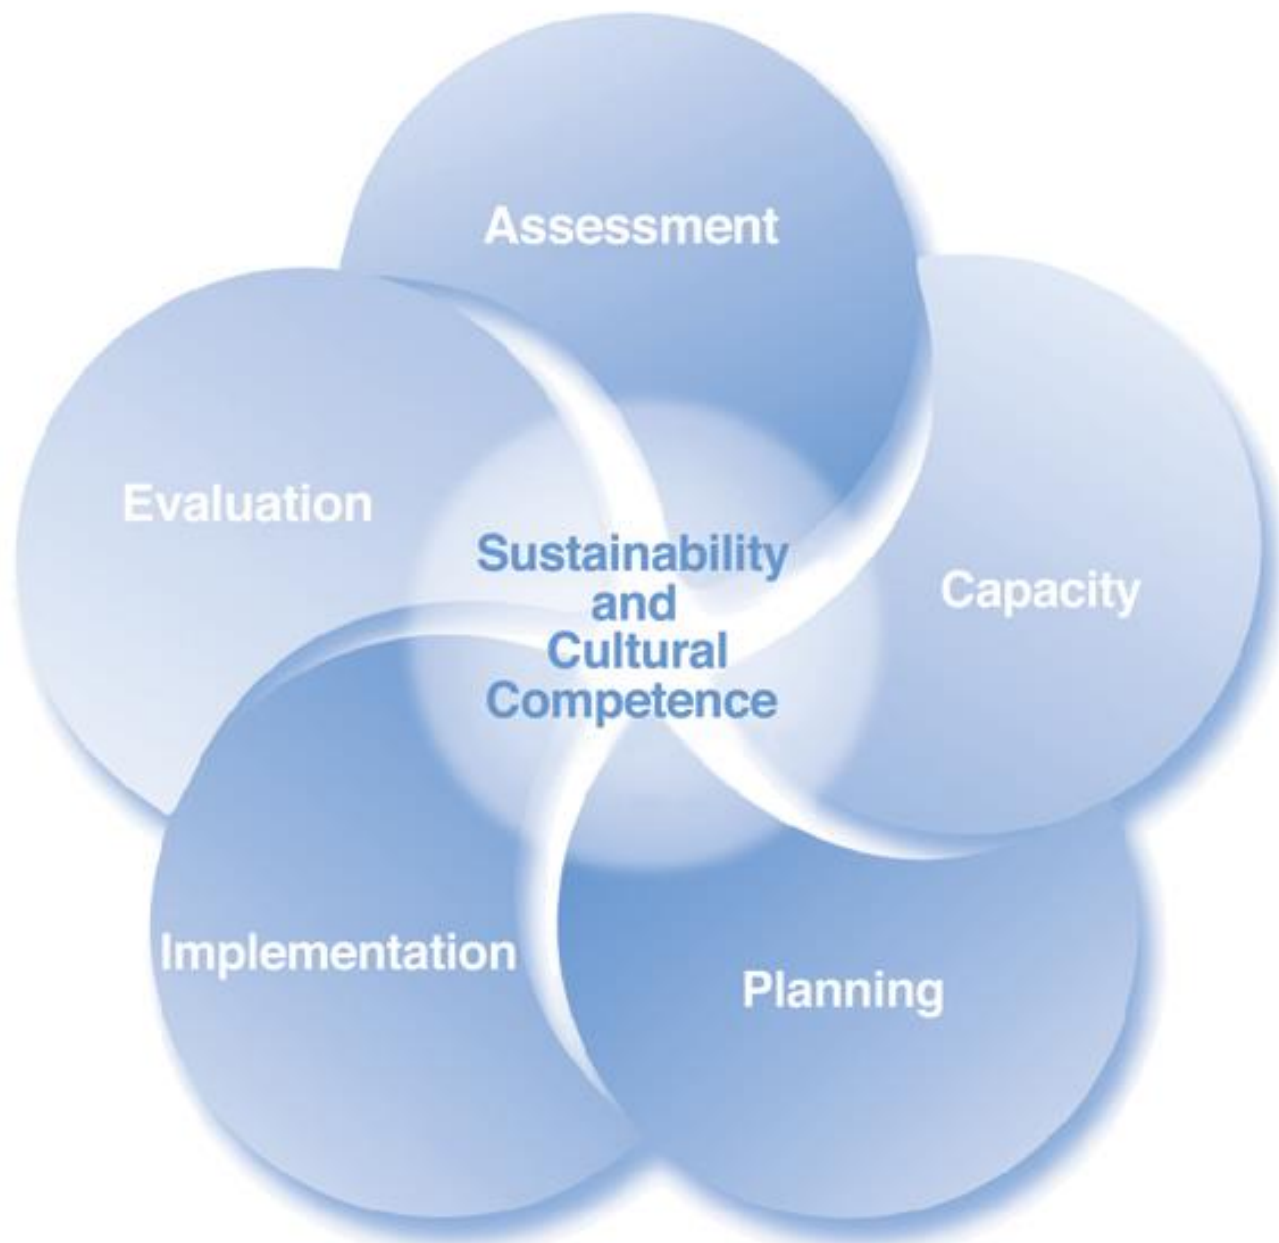 Assessment
Capacity
Planning
Implementation
Evaluation
Sustainability
and
Cultural
Competence